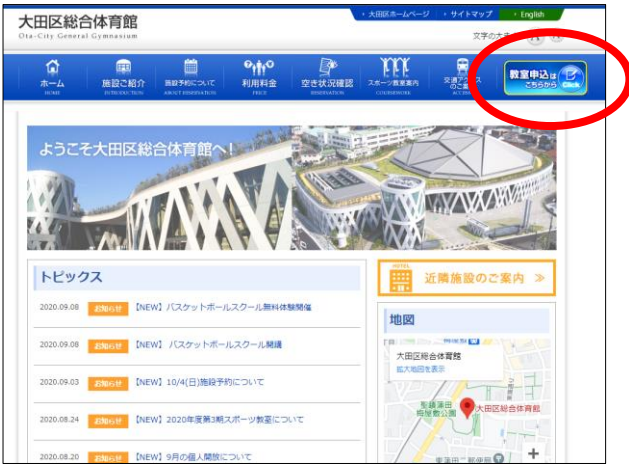 大田区総合体育館
Ota-City General Gymnasium
大田区ホームページ
サイトマップ
English
文字の大
ホーム
HOME
施設ご紹介
INTRODUCTION
施設予約について
ABOUT RESERVATION
利用料金
PRICE
空き状況確認
RESERVATION
スポーツ教室案内
COURSEWORK
交通アクセス
のご案内
ACCESS
教室申込は
こちらから Click
ようこそ大田区総合体育館へ!
トピックス
2020.09.08 お知らせ 【NEW】バスケットボールスクール無料体験開催
2020.09.08 お知らせ 【NEW】 バスケットボールスクール開講
2020.09.03 お知らせ 【NEW】10/4(日)施設予約について
2020.08.24 お知らせ 【NEW】2020年度第3期スポーツ教室について
2020.08.20 お知らせ 【NEW】9月の個人開放について
HOTEL
近隣施設のご案内 ≫
地図
大田区総合体育館
拡大地図を表示
聖蹟蒲田
梅屋敷公園
大田区総合体育館
+